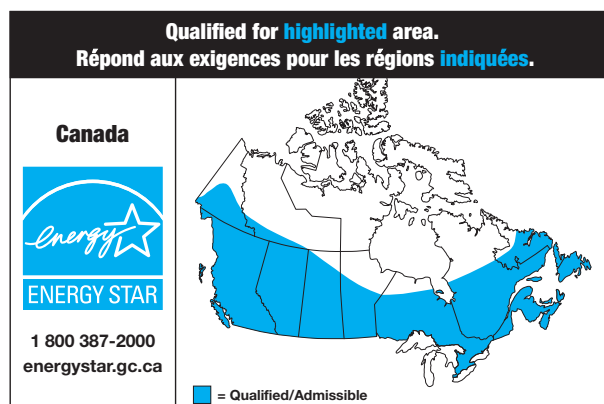 Qualified for highlighted area.
Répond aux exigences pour les régions indiquées.
Canada
energy
ENERGY STAR
1 800 387-2000
energystar.gc.ca
= Qualified/Admissible